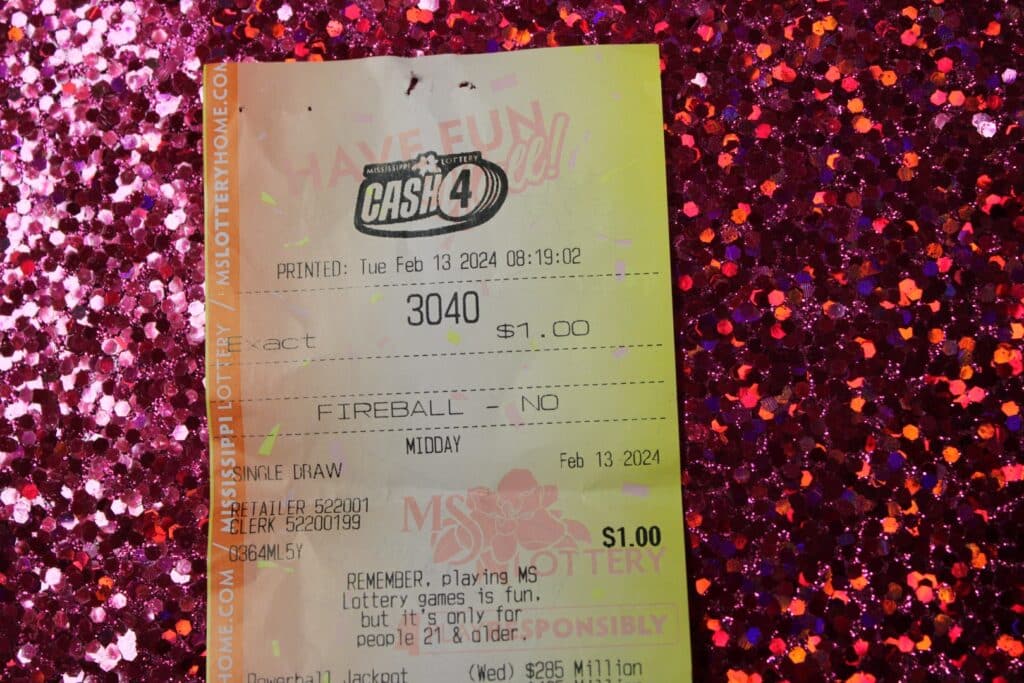 HAVE FUN
MISSISSIPPI LOTTERY
CASH 4
PRINTED: Tue Feb 13 2024 08:19:02
3040
Exact $1.00
FIREBALL - NO
MIDDAY
SINGLE DRAW Feb 13 2024
RETAILER 522001
CLERK 52200199
0364ML5Y
$1.00
MS LOTTERY
REMEMBER, playing MS
Lottery games is fun,
but it's only for
people 21 & older.
RESPONSIBLY
Powerball Jackpot (Wed) $285 Million
Million
HOME.COM / MISSISSIPPI LOTTERY / MSLOTTERYHOME.COM